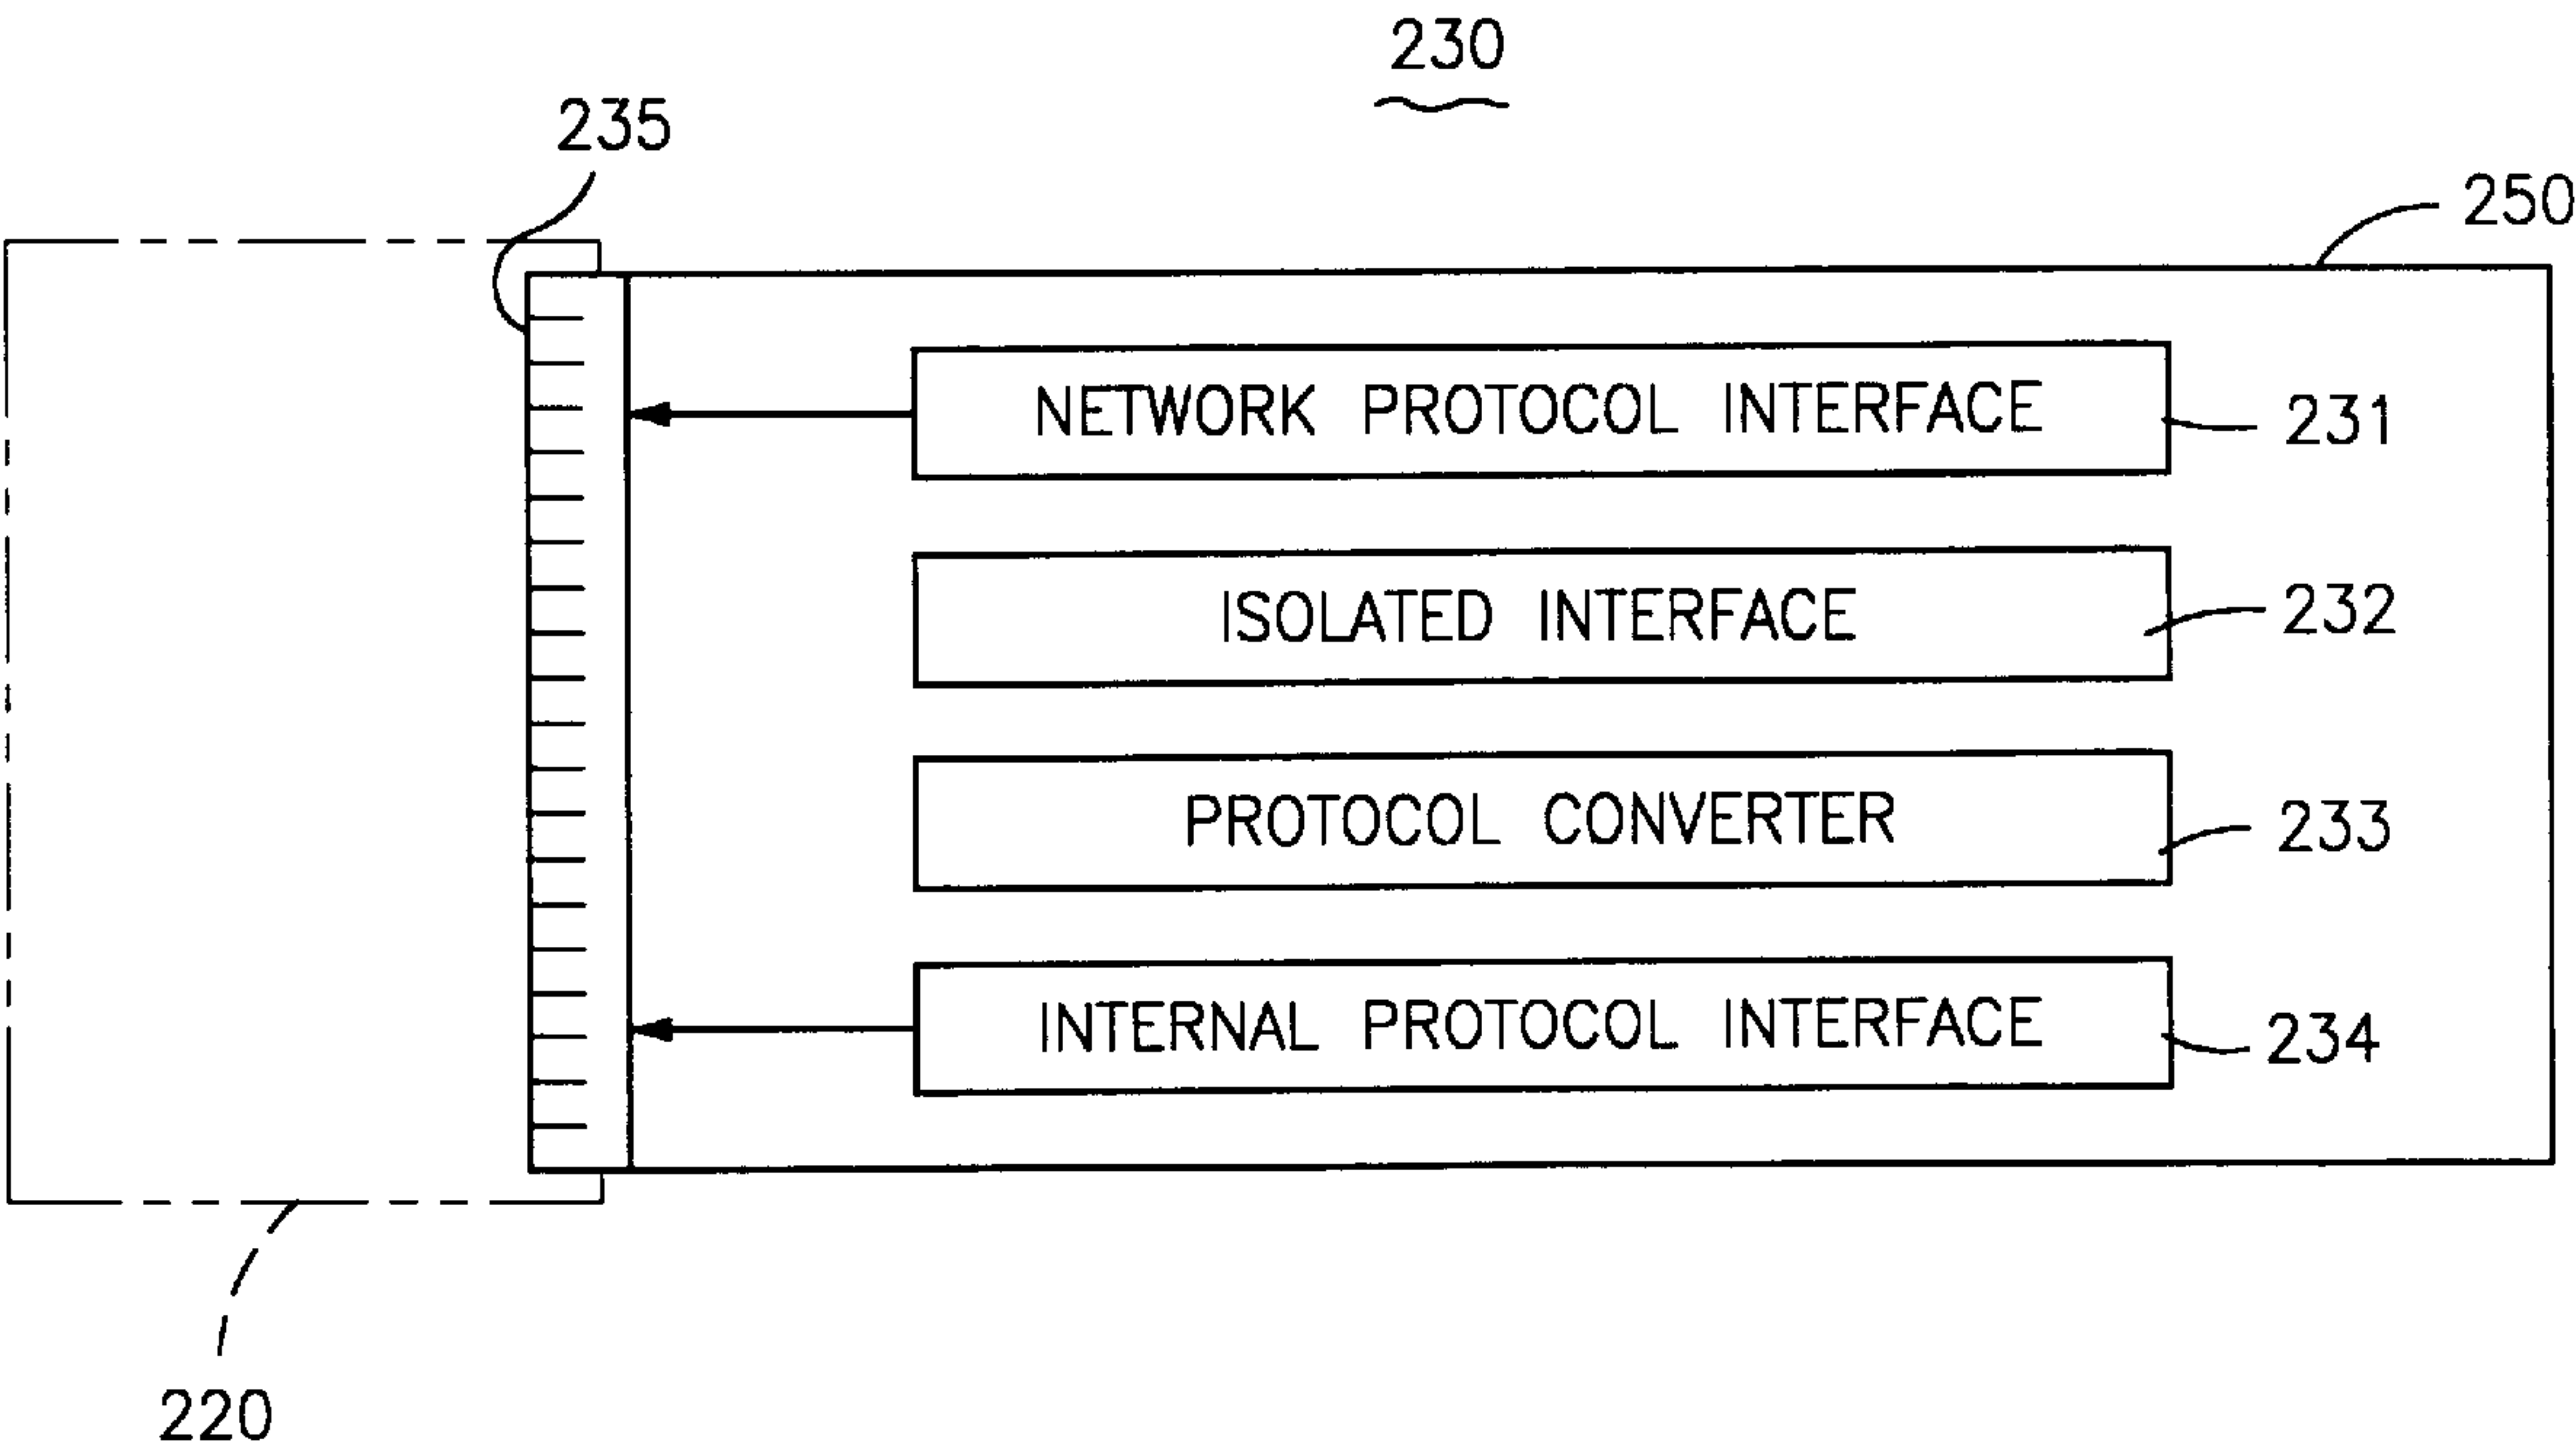 230
235
250
NETWORK PROTOCOL INTERFACE
231
ISOLATED INTERFACE
232
PROTOCOL CONVERTER
233
INTERNAL PROTOCOL INTERFACE
234
220